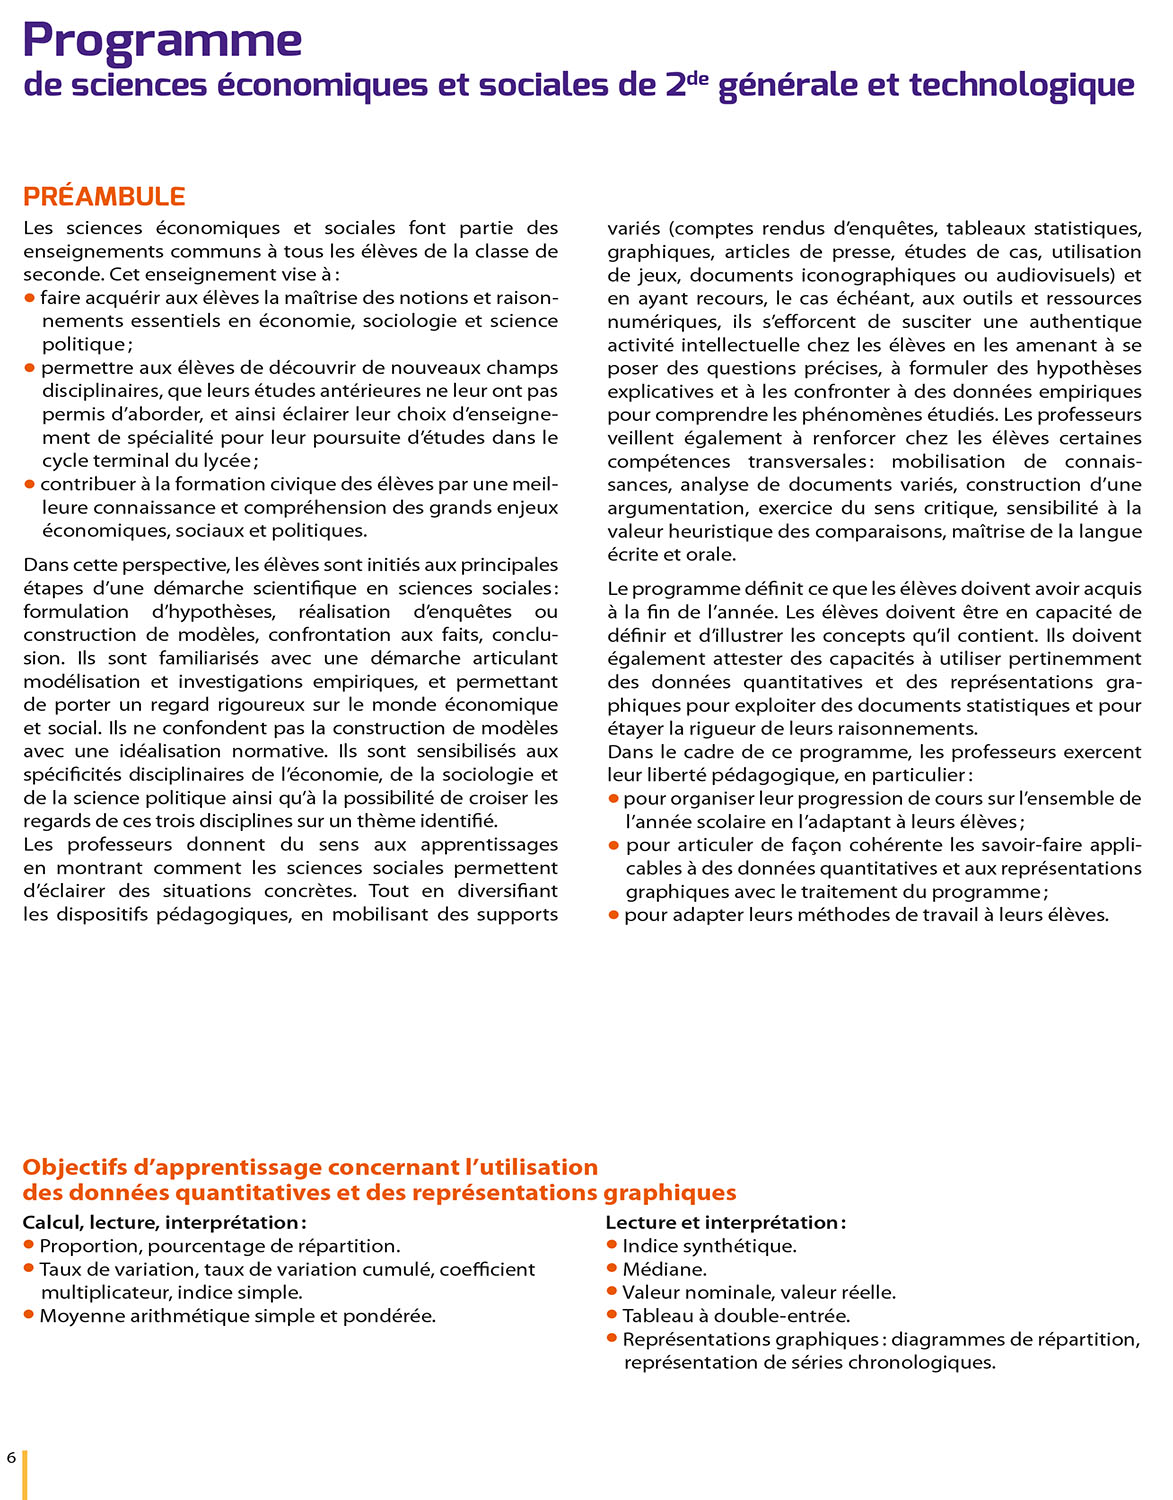 Programme
de sciences économiques et sociales de 2de générale et technologique
PRÉAMBULE
Les sciences économiques et sociales font partie des
enseignements communs à tous les élèves de la classe de
seconde. Cet enseignement vise à :
• faire acquérir aux élèves la maîtrise des notions et raison-
nements essentiels en économie, sociologie et science
politique ;
• permettre aux élèves de découvrir de nouveaux champs
disciplinaires, que leurs études antérieures ne leur ont pas
permis d’aborder, et ainsi éclairer leur choix d’enseigne-
ment de spécialité pour leur poursuite d’études dans le
cycle terminal du lycée ;
• contribuer à la formation civique des élèves par une meil-
leure connaissance et compréhension des grands enjeux
économiques, sociaux et politiques.
Dans cette perspective, les élèves sont initiés aux principales
étapes d’une démarche scientifique en sciences sociales :
formulation d’hypothèses, réalisation d’enquêtes ou
construction de modèles, confrontation aux faits, conclu-
sion. Ils sont familiarisés avec une démarche articulant
modélisation et investigations empiriques, et permettant
de porter un regard rigoureux sur le monde économique
et social. Ils ne confondent pas la construction de modèles
avec une idéalisation normative. Ils sont sensibilisés aux
spécificités disciplinaires de l’économie, de la sociologie et
de la science politique ainsi qu’à la possibilité de croiser les
regards de ces trois disciplines sur un thème identifié.
Les professeurs donnent du sens aux apprentissages
en montrant comment les sciences sociales permettent
d’éclairer des situations concrètes. Tout en diversifiant
les dispositifs pédagogiques, en mobilisant des supports
variés (comptes rendus d’enquêtes, tableaux statistiques,
graphiques, articles de presse, études de cas, utilisation
de jeux, documents iconographiques ou audiovisuels) et
en ayant recours, le cas échéant, aux outils et ressources
numériques, ils s’efforcent de susciter une authentique
activité intellectuelle chez les élèves en les amenant à se
poser des questions précises, à formuler des hypothèses
explicatives et à les confronter à des données empiriques
pour comprendre les phénomènes étudiés. Les professeurs
veillent également à renforcer chez les élèves certaines
compétences transversales : mobilisation de connais-
sances, analyse de documents variés, construction d’une
argumentation, exercice du sens critique, sensibilité à la
valeur heuristique des comparaisons, maîtrise de la langue
écrite et orale.
Le programme définit ce que les élèves doivent avoir acquis
à la fin de l’année. Les élèves doivent être en capacité de
définir et d’illustrer les concepts qu’il contient. Ils doivent
également attester des capacités à utiliser pertinemment
des données quantitatives et des représentations gra-
phiques pour exploiter des documents statistiques et pour
étayer la rigueur de leurs raisonnements.
Dans le cadre de ce programme, les professeurs exercent
leur liberté pédagogique, en particulier :
• pour organiser leur progression de cours sur l’ensemble de
l’année scolaire en l’adaptant à leurs élèves ;
• pour articuler de façon cohérente les savoir-faire appli-
cables à des données quantitatives et aux représentations
graphiques avec le traitement du programme ;
• pour adapter leurs méthodes de travail à leurs élèves.
Objectifs d’apprentissage concernant l’utilisation
des données quantitatives et des représentations graphiques
Calcul, lecture, interprétation :
• Proportion, pourcentage de répartition.
• Taux de variation, taux de variation cumulé, coefficient
multiplicateur, indice simple.
• Moyenne arithmétique simple et pondérée.
Lecture et interprétation :
• Indice synthétique.
• Médiane.
• Valeur nominale, valeur réelle.
• Tableau à double-entrée.
• Représentations graphiques : diagrammes de répartition,
représentation de séries chronologiques.
6